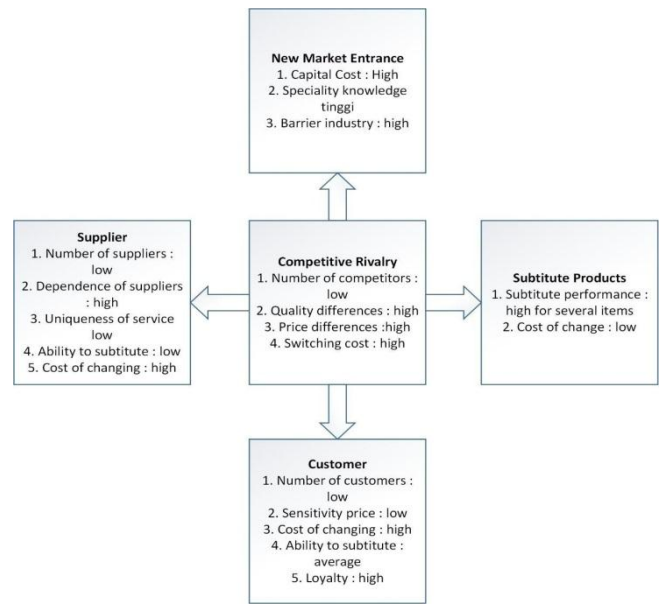 New Market Entrance
1. Capital Cost : High
2. Speciality knowledge
tinggi
3. Barrier industry : high
Supplier
1. Number of suppliers :
low
2. Dependence of suppliers
: high
3. Uniqueness of service
low
4. Ability to subtitute : low
5. Cost of changing : high
Competitive Rivalry
1. Number of competitors :
low
2. Quality differences : high
3. Price differences :high
4. Switching cost : high
Subtitute Products
1. Subtitute performance :
high for several items
2. Cost of change : low
Customer
1. Number of customers :
low
2. Sensitivity price : low
3. Cost of changing : high
4. Ability to subtitute :
average
5. Loyalty : high